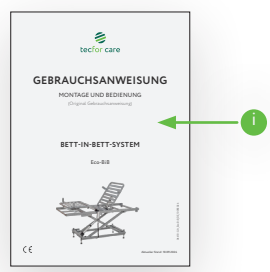 tecfor care
GEBRAUCHSANWEISUNG
MONTAGE UND BEDIENUNG
(Original Gebrauchsanweisung)
BETT-IN-BETT-SYSTEM
Eco-BiB
i
CE